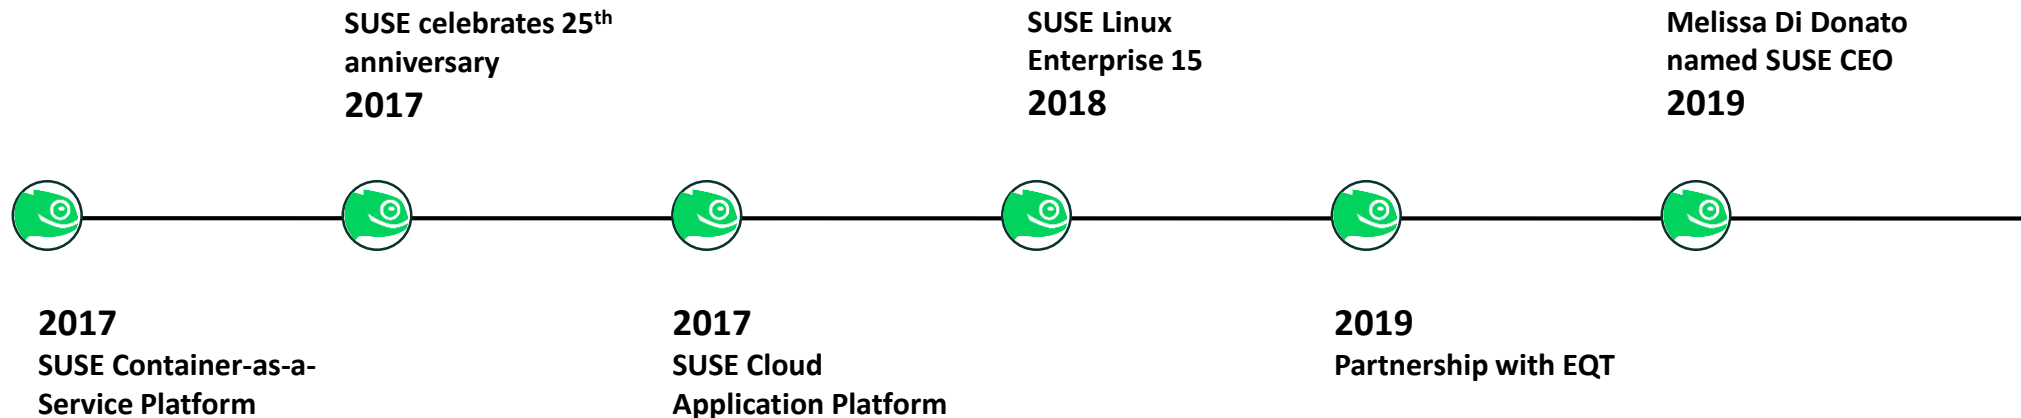 SUSE celebrates 25th
anniversary
2017
SUSE Linux
Enterprise 15
2018
Melissa Di Donato
named SUSE CEO
2019
2017
SUSE Container-as-a-
Service Platform
2017
SUSE Cloud
Application Platform
2019
Partnership with EQT